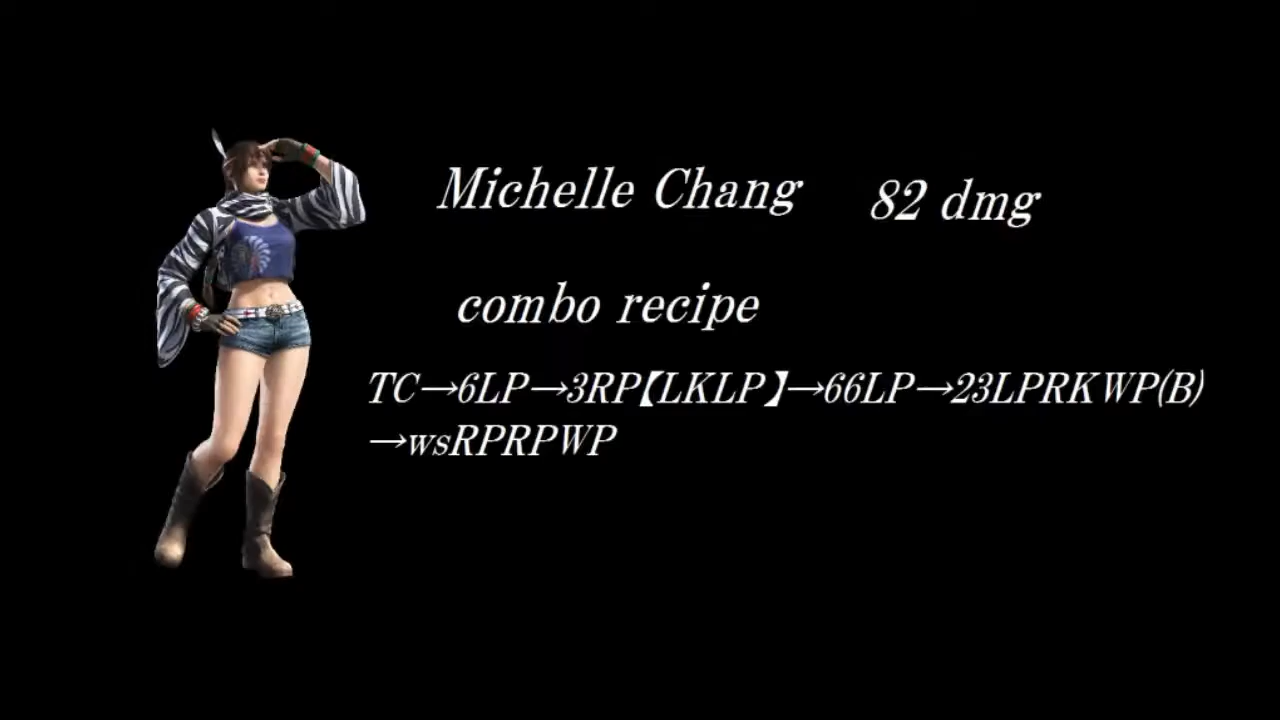 Michelle Chang 82 dmg
combo recipe
TC→6LP→3RP【LKLP】→66LP→23LPRKWP(B)
→wsRPRPWP